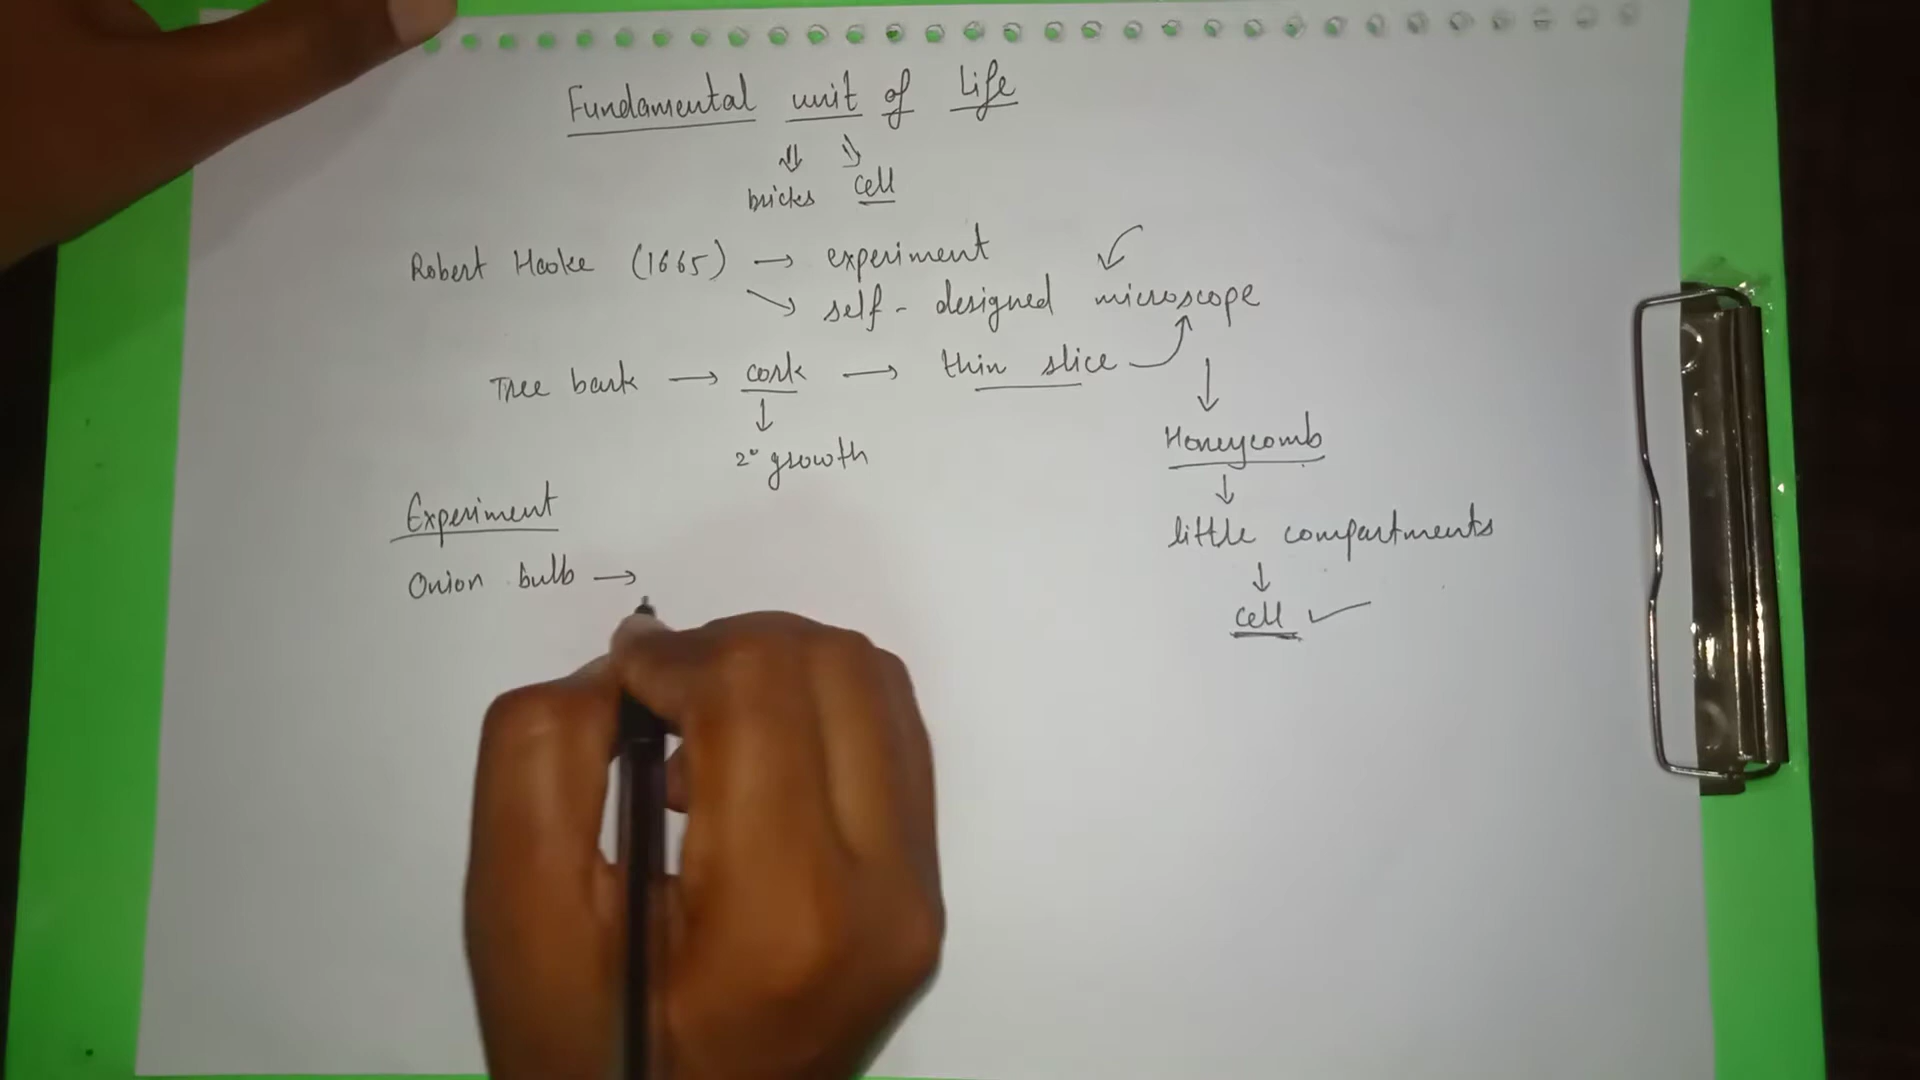 Fundamental unit of Life
⇓ ⇘
bricks cell
Robert Hooke (1665) → experiment
↘ self - designed microscope
Tree bark → cork → thin slice
↓
2° growth
↓
Honeycomb
↓
little compartments
↓
cell ✓
Experiment
Onion bulb →